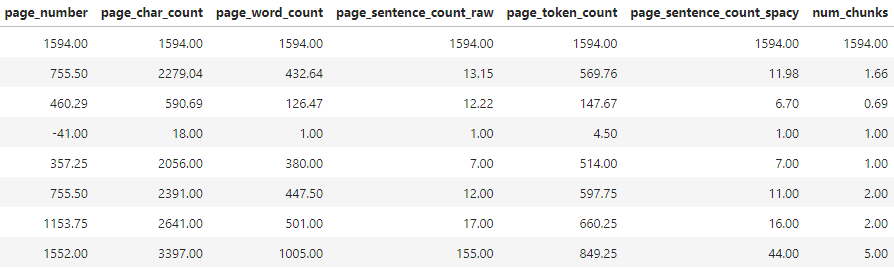 page_number page_char_count page_word_count page_sentence_count_raw page_token_count page_sentence_count_spacy num_chunks
1594.00 1594.00 1594.00 1594.00 1594.00 1594.00 1594.00
755.50 2279.04 432.64 13.15 569.76 11.98 1.66
460.29 590.69 126.47 12.22 147.67 6.70 0.69
-41.00 18.00 1.00 1.00 4.50 1.00 1.00
357.25 2056.00 380.00 7.00 514.00 7.00 1.00
755.50 2391.00 447.50 12.00 597.75 11.00 2.00
1153.75 2641.00 501.00 17.00 660.25 16.00 2.00
1552.00 3397.00 1005.00 155.00 849.25 44.00 5.00